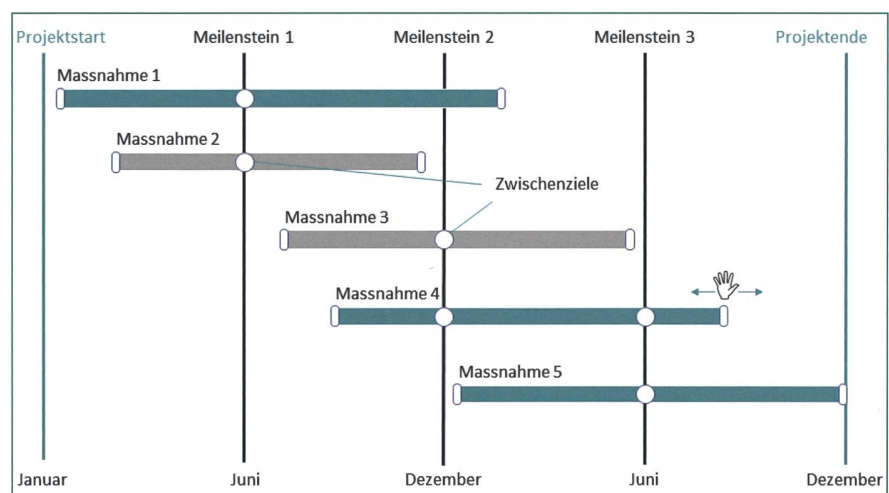 Projektstart Meilenstein 1 Meilenstein 2 Meilenstein 3 Projektende
Massnahme 1
Massnahme 2
Zwischenziele
Massnahme 3
Massnahme 4
Massnahme 5
Januar Juni Dezember Juni Dezember